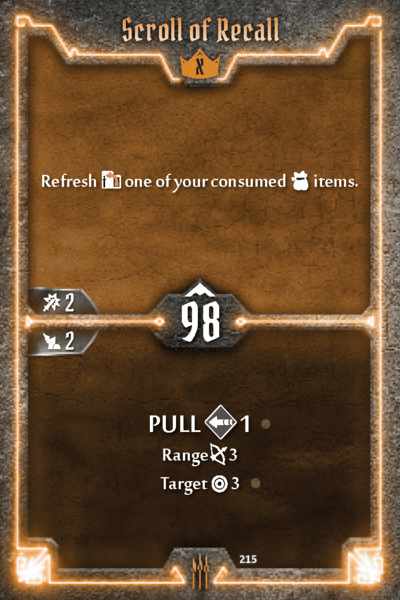 Scroll of Recall
X
Refresh one of your consumed items.
2
98
2
PULL 1
Range 3
Target 3
215